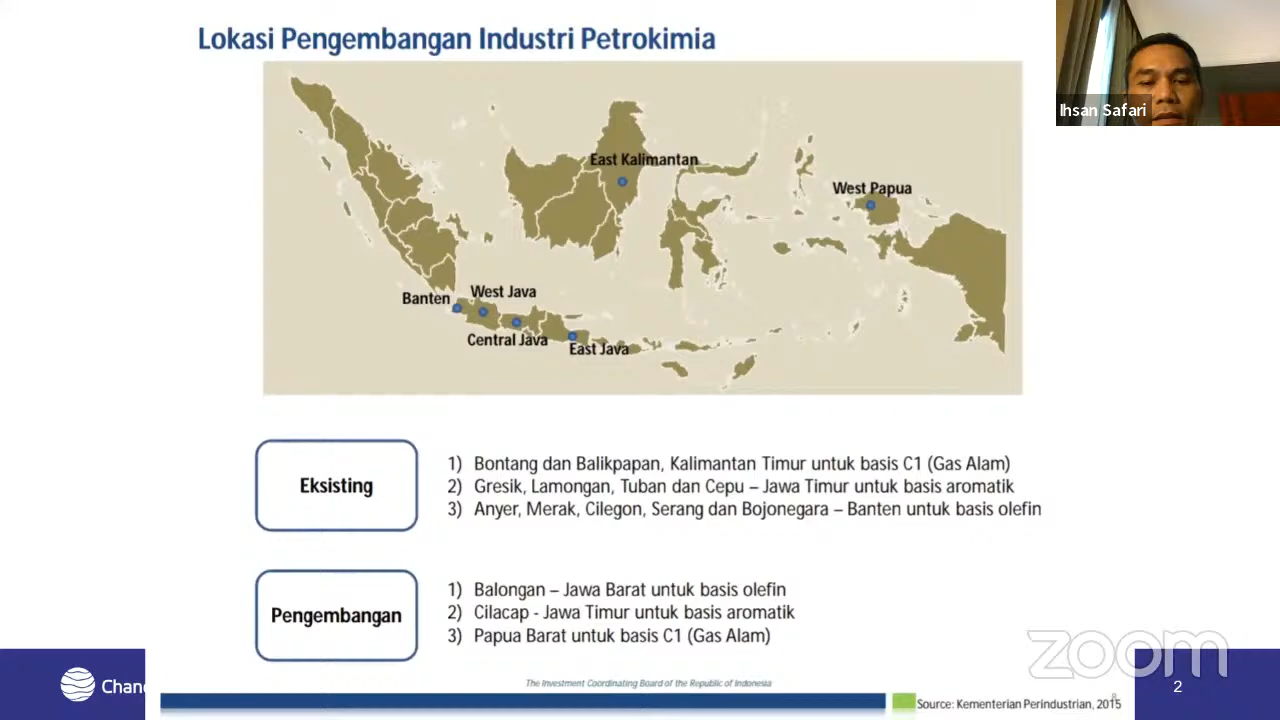 Lokasi Pengembangan Industri Petrokimia
Ihsan Safari
East Kalimantan
West Papua
Banten
West Java
Central Java
East Java
Eksisting
1) Bontang dan Balikpapan, Kalimantan Timur untuk basis C1 (Gas Alam)
2) Gresik, Lamongan, Tuban dan Cepu – Jawa Timur untuk basis aromatik
3) Anyer, Merak, Cilegon, Serang dan Bojonegara – Banten untuk basis olefin
Pengembangan
1) Balongan – Jawa Barat untuk basis olefin
2) Cilacap - Jawa Timur untuk basis aromatik
3) Papua Barat untuk basis C1 (Gas Alam)
zoom
Chand
The Investment Coordinating Board of the Republic of Indonesia
Source: Kementerian Perindustrian, 2015
8
2